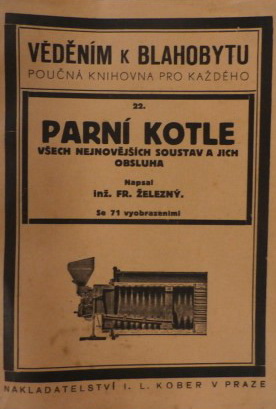 VĚDĚNÍM K BLAHOBYTU
POUČNÁ KNIHOVNA PRO KAŽDÉHO
22.
PARNÍ KOTLE
VŠECH NEJNOVĚJŠÍCH SOUSTAV A JICH
OBSLUHA
Napsal
inž. FR. ŽELEZNÝ.
Se 71 vyobrazeními
NAKLADATELSTVÍ I. L. KOBER V PRAZE